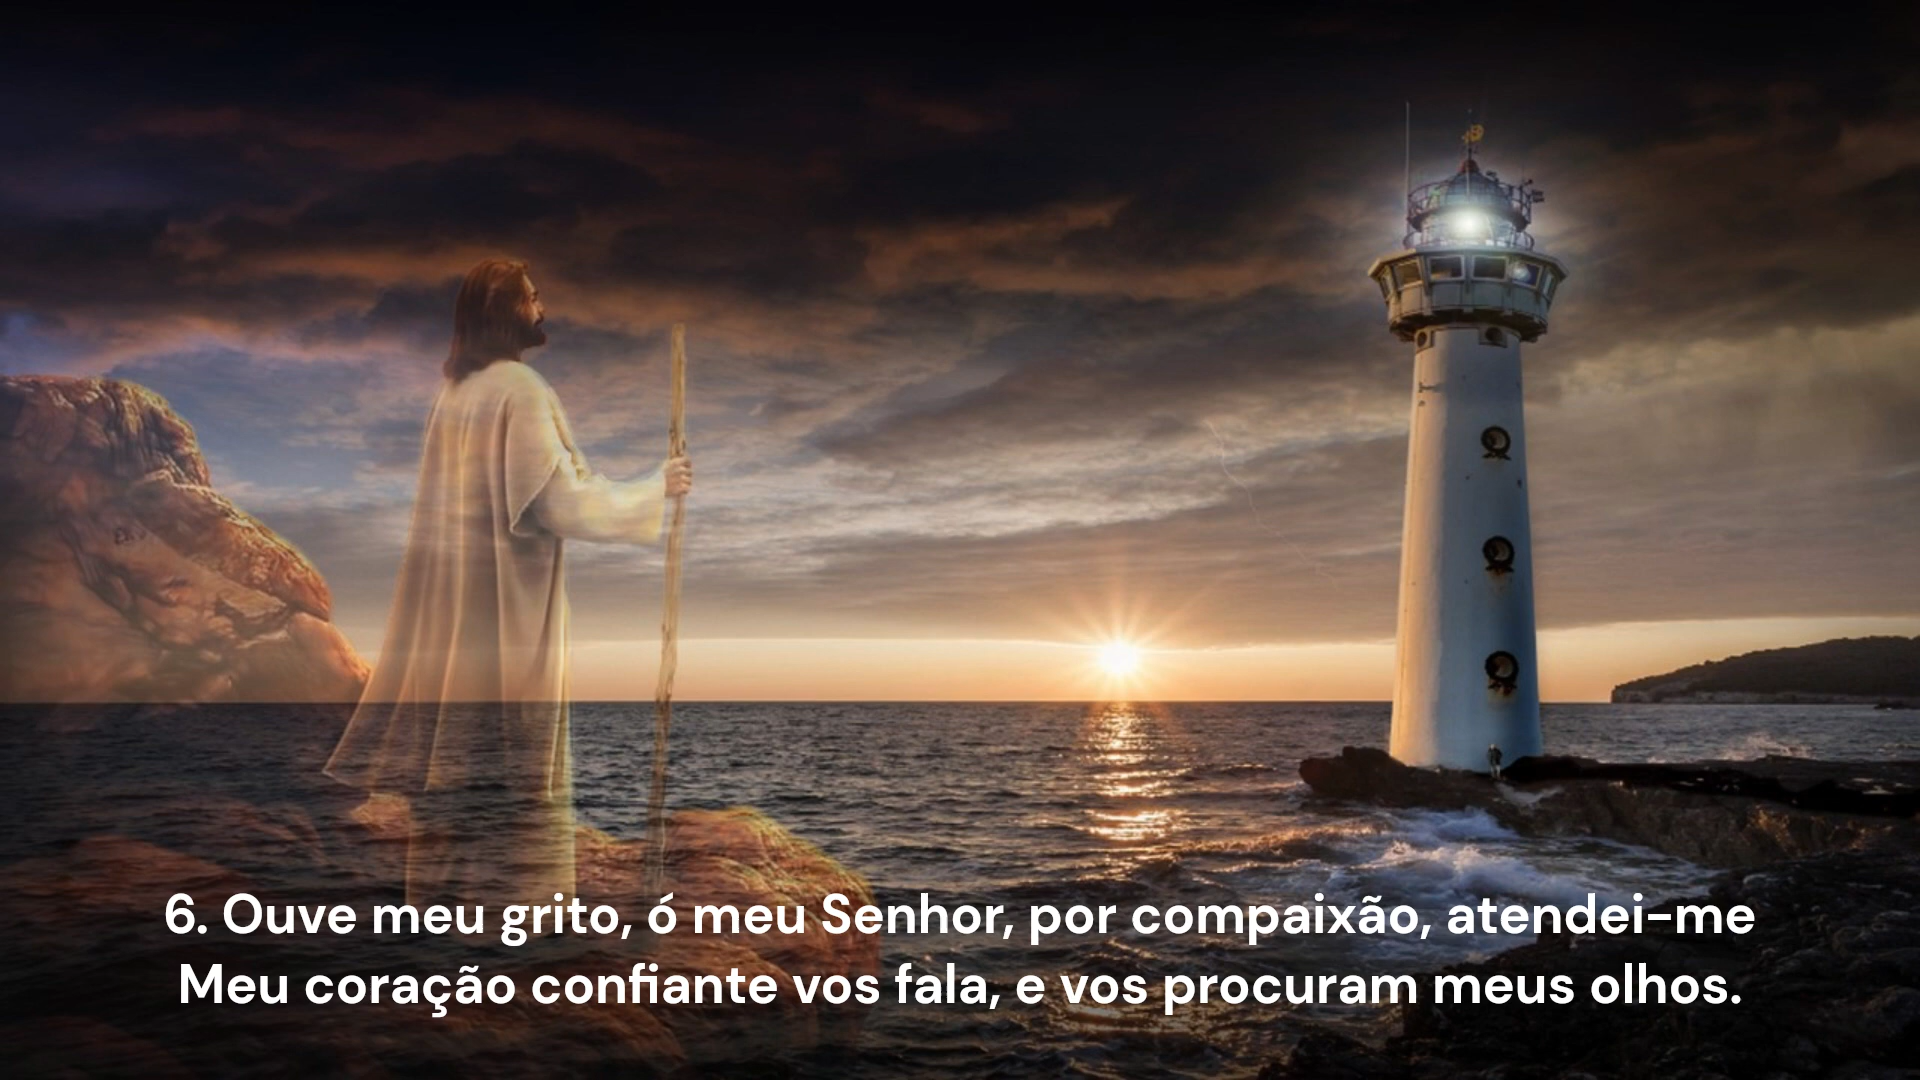 6. Ouve meu grito, ó meu Senhor, por compaixão, atendei-me
Meu coração confiante vos fala, e vos procuram meus olhos.